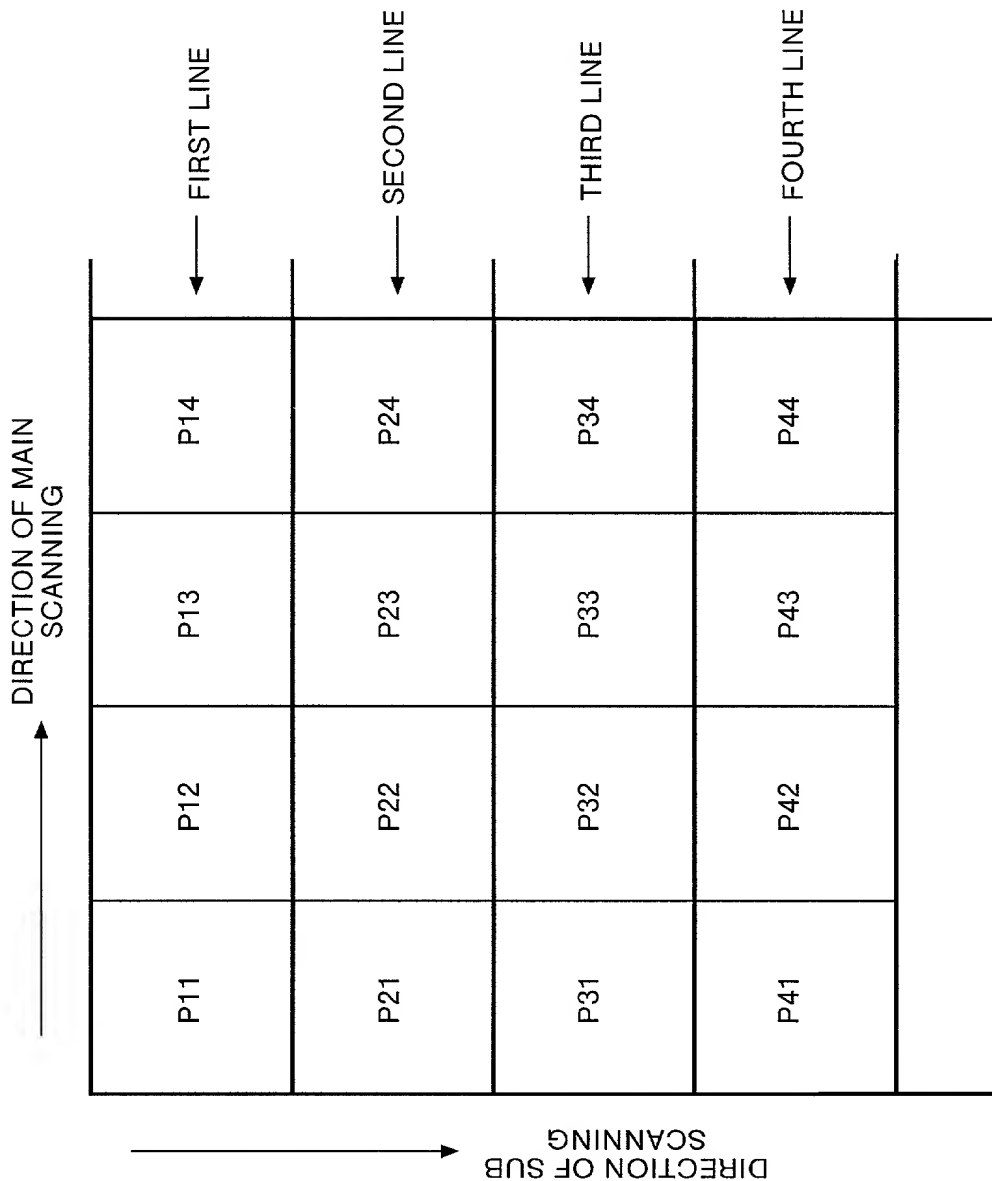 DIRECTION OF MAIN
SCANNING
DIRECTION OF SUB
SCANNING
P11 P12 P13 P14 FIRST LINE
P21 P22 P23 P24 SECOND LINE
P31 P32 P33 P34 THIRD LINE
P41 P42 P43 P44 FOURTH LINE